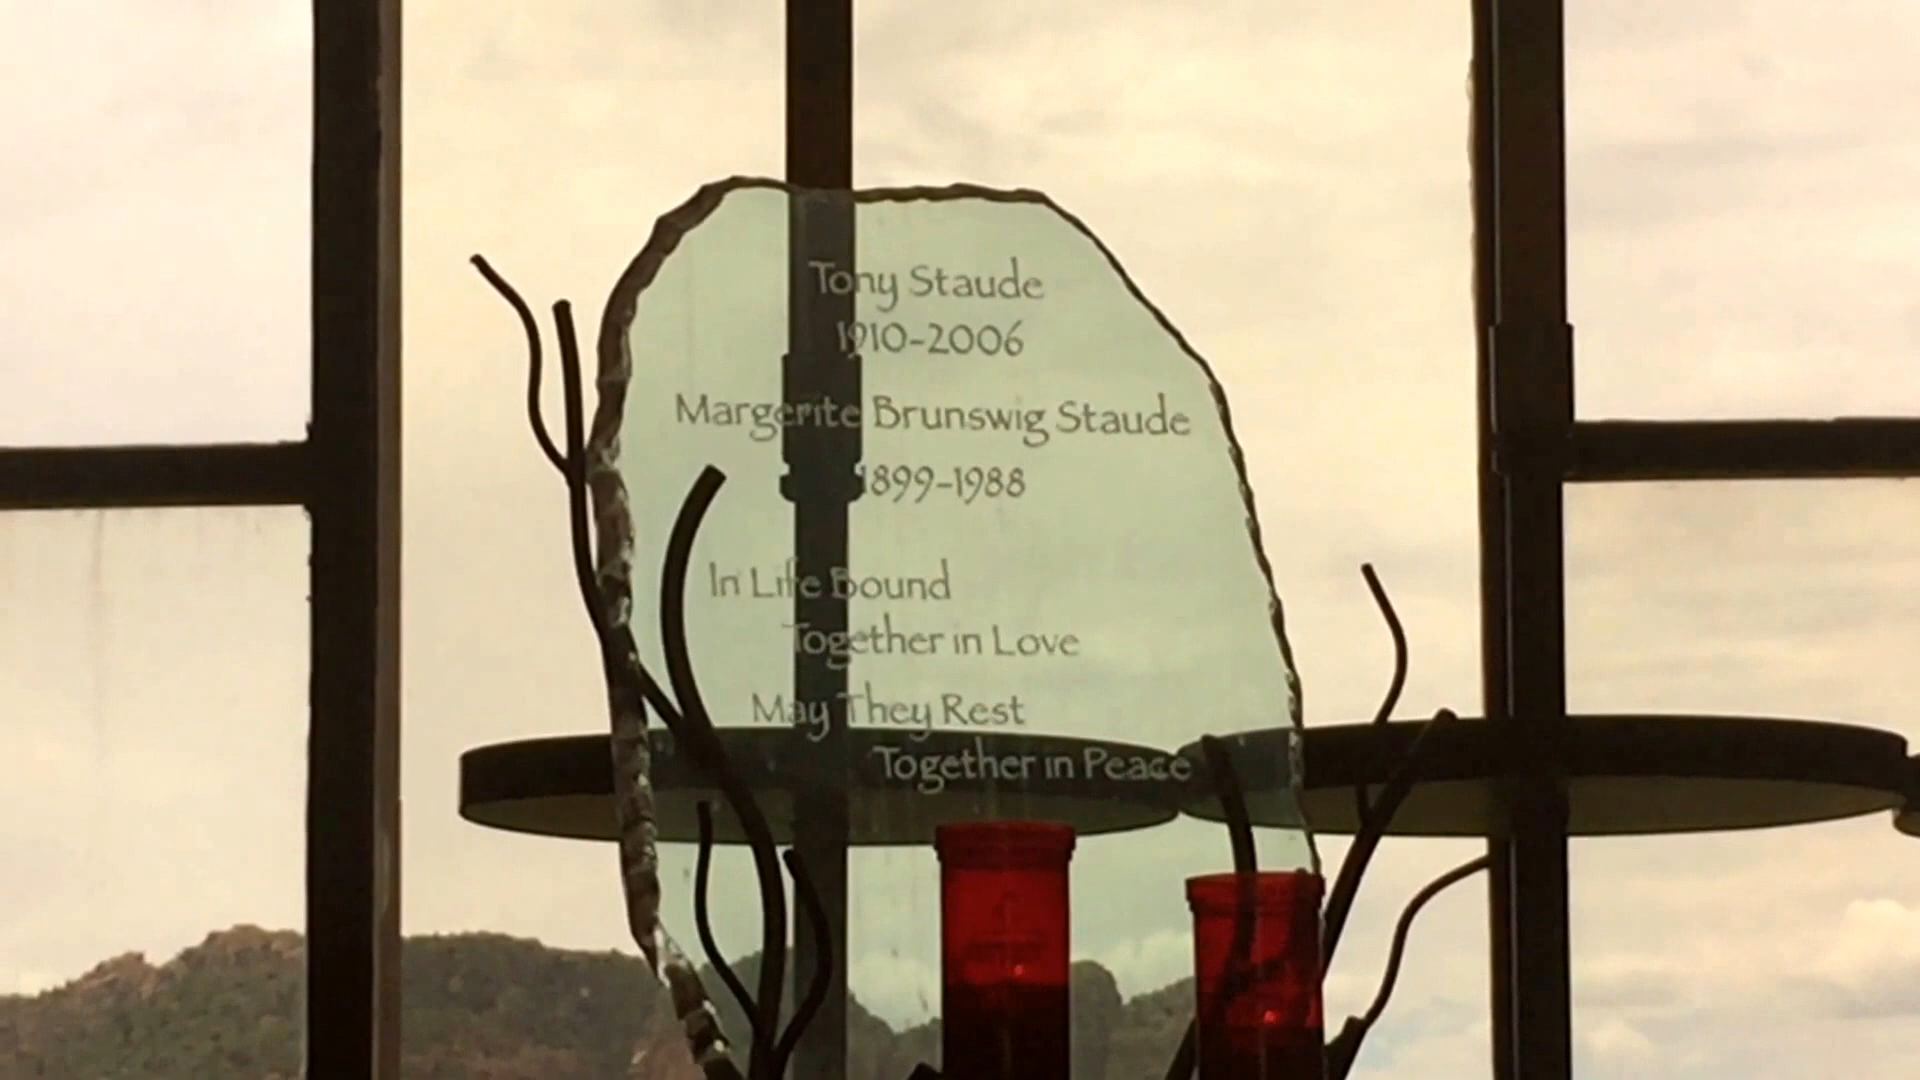 Tony Staude
1910-2006
Margerite Brunswig Staude
1899-1988
In Life Bound
Together in Love
May They Rest
Together in Peace